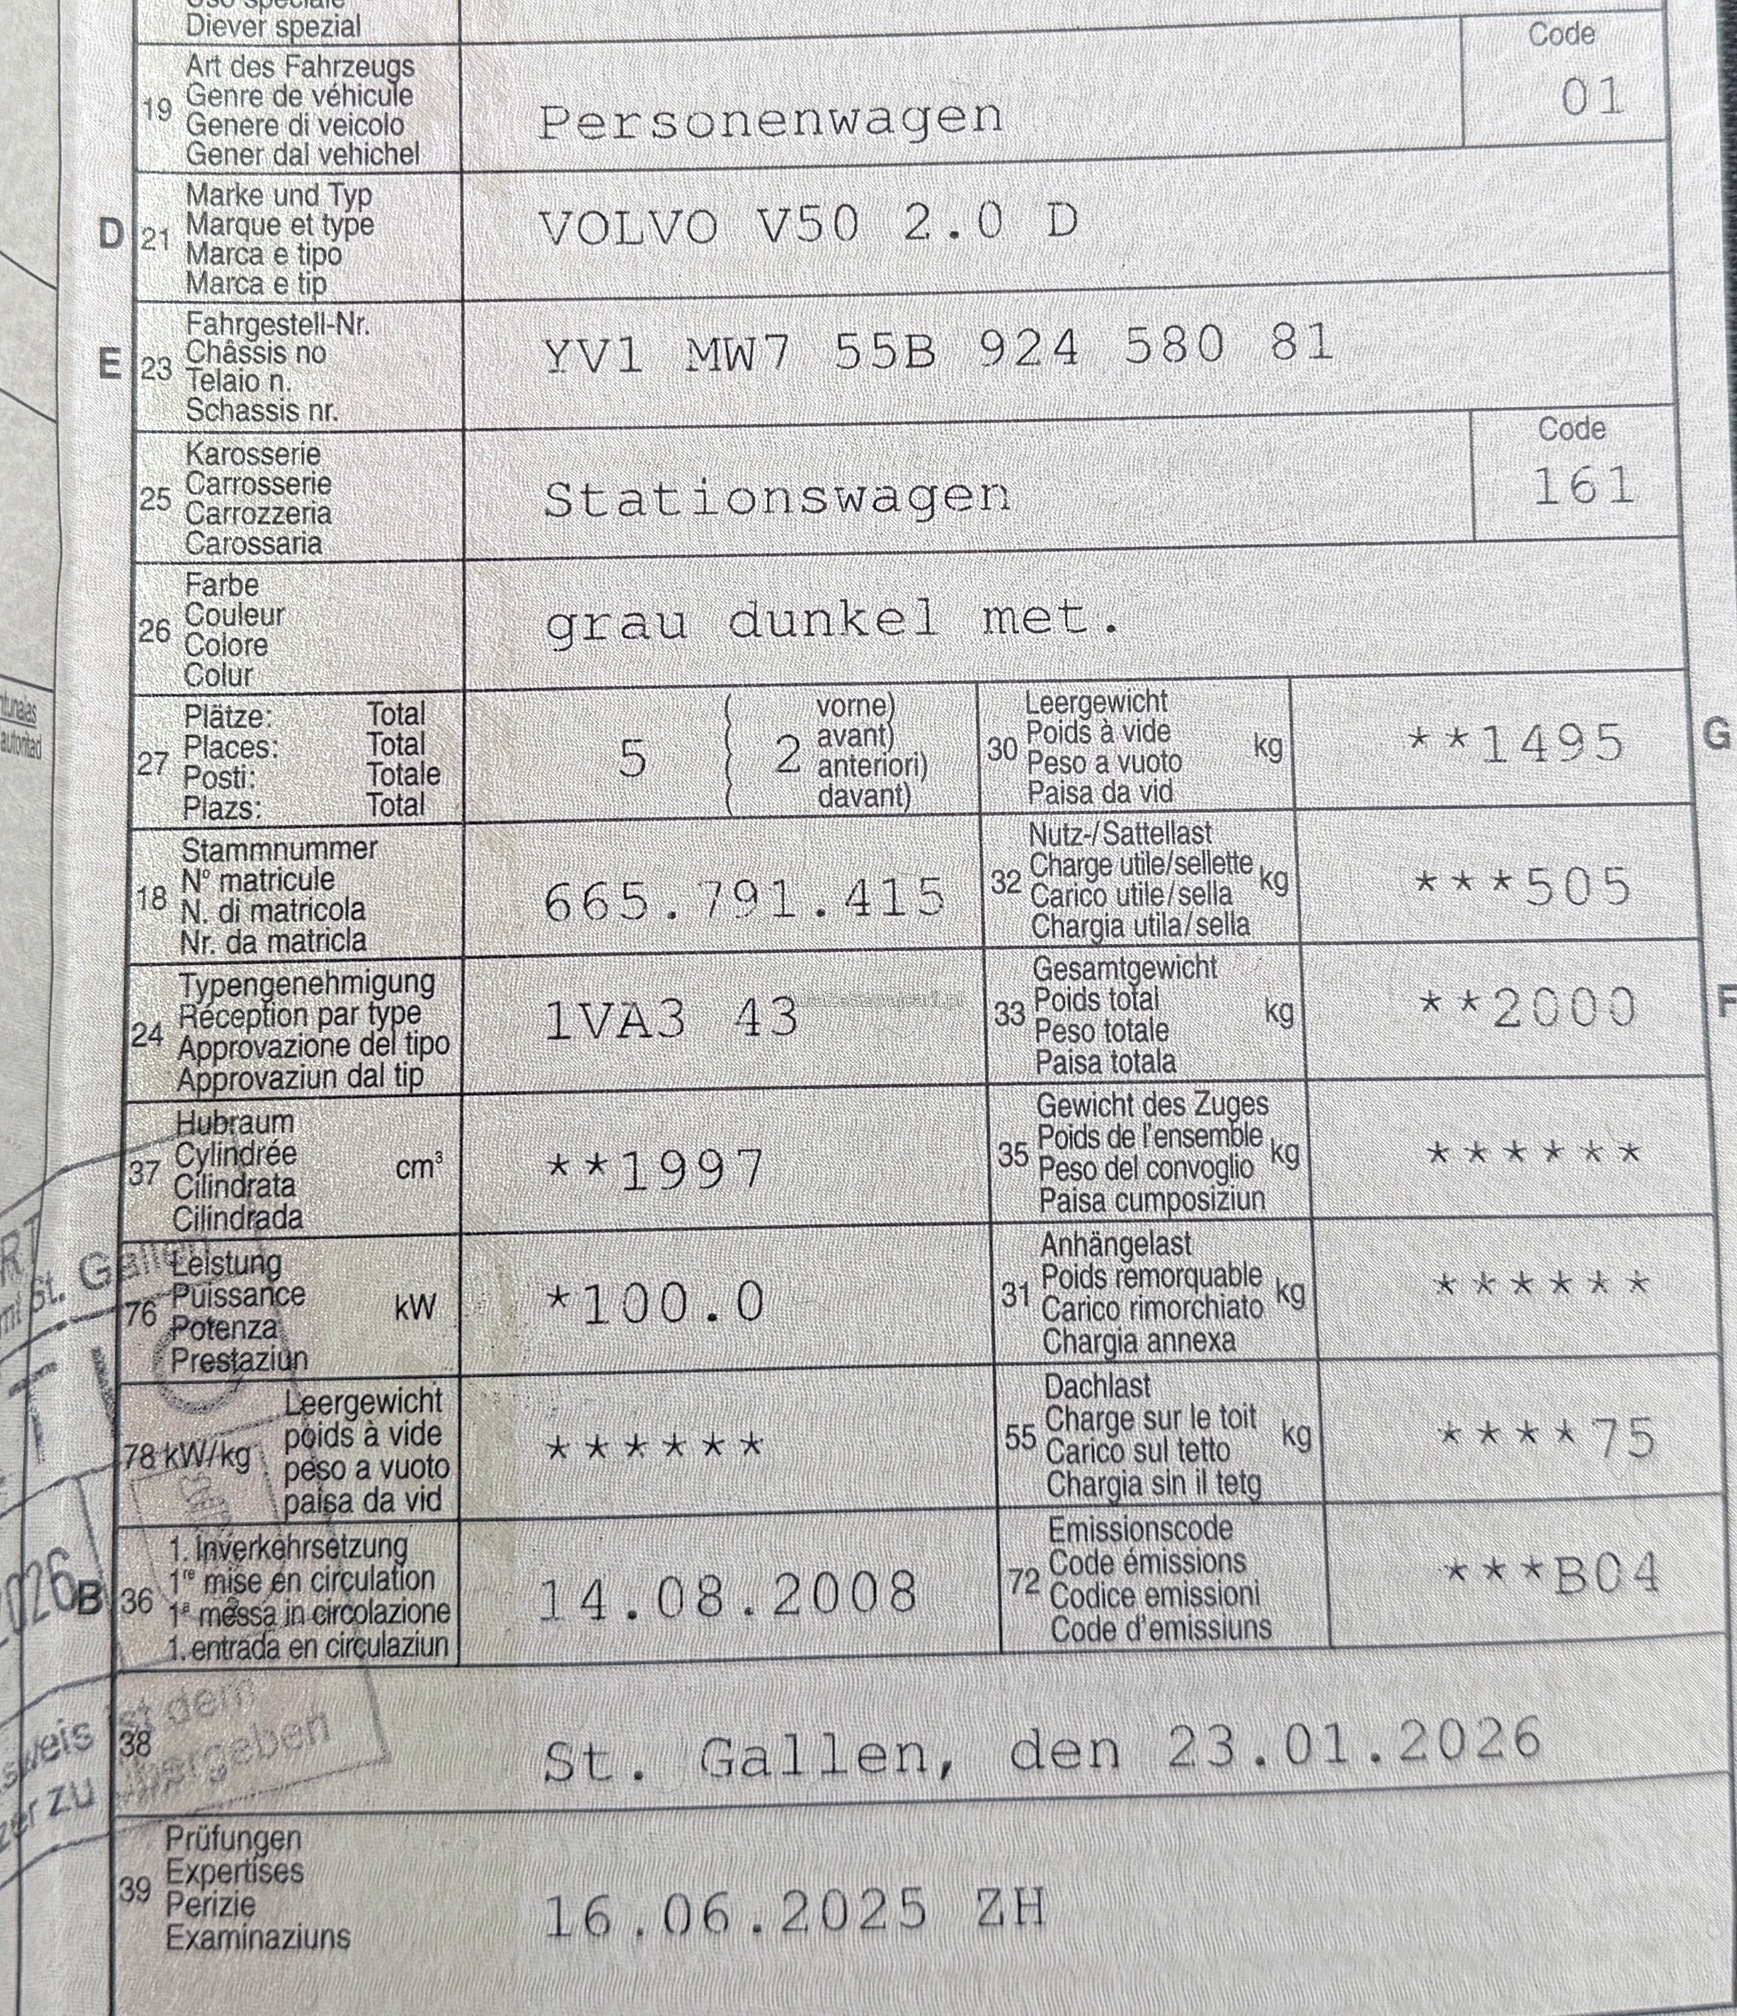 Uso speciale
Diever spezial
19 Art des Fahrzeugs
Genre de véhicule
Genere di veicolo
Gener dal vehichel
Personenwagen
Code
01
D 21 Marke und Typ
Marque et type
Marca e tipo
Marca e tip
VOLVO V50 2.0 D
E 23 Fahrgestell-Nr.
Châssis no
Telaio n.
Schassis nr.
YV1 MW7 55B 924 580 81
25 Karosserie
Carrosserie
Carrozzeria
Carossaria
Stationswagen
Code
161
26 Farbe
Couleur
Colore
Colur
grau dunkel met.
27 Plätze: Total
Places: Total
Posti: Totale
Plazs: Total
5 ( 2 vorne)
avant)
anteriori)
davant)
30 Leergewicht
Poids à vide
Peso a vuoto
Paisa da vid
kg
**1495
G
18 Stammnummer
Nº matricule
N. di matricola
Nr. da matricla
665.791.415
32 Nutz-/Sattellast
Charge utile/sellette
Carico utile/sella
Chargia utila/sella
kg
***505
24 Typengenehmigung
Réception par type
Approvazione del tipo
Approvaziun dal tip
1VA3 43
33 Gesamtgewicht
Poids total
Peso totale
Paisa totala
kg
**2000
F
37 Hubraum
Cylindrée
Cilindrata
Cilindrada
cm³
**1997
35 Gewicht des Zuges
Poids de l'ensemble
Peso del convoglio
Paisa cumposiziun
kg
******
76 Leistung
Puissance
Potenza
Prestaziun
kW
*100.0
31 Anhängelast
Poids remorquable
Carico rimorchiato
Chargia annexa
kg
******
78 kW/kg Leergewicht
poids à vide
peso a vuoto
paisa da vid
******
55 Dachlast
Charge sur le toit
Carico sul tetto
Chargia sin il tetg
kg
****75
B 36 1. Inverkehrsetzung
1re mise en circulation
1a messa in circolazione
1. entrada en circulaziun
14.08.2008
72 Emissionscode
Code émissions
Codice emissioni
Code d'emissiuns
***B04
38
St. Gallen, den 23.01.2026
39 Prüfungen
Expertises
Perizie
Examinaziuns
16.06.2025 ZH
St. Gallen
ist dem
zu übergeben